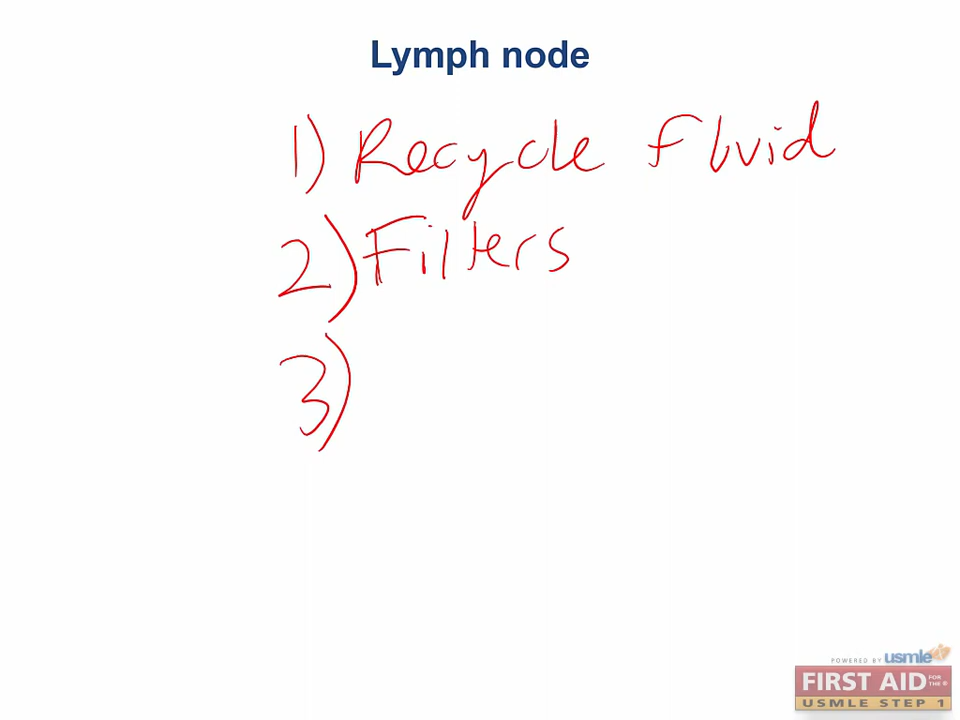 Lymph node
1) Recycle fluid
2) Filters
3)
POWERED BY usmle
FIRST AID FOR THE ®
USMLE STEP 1